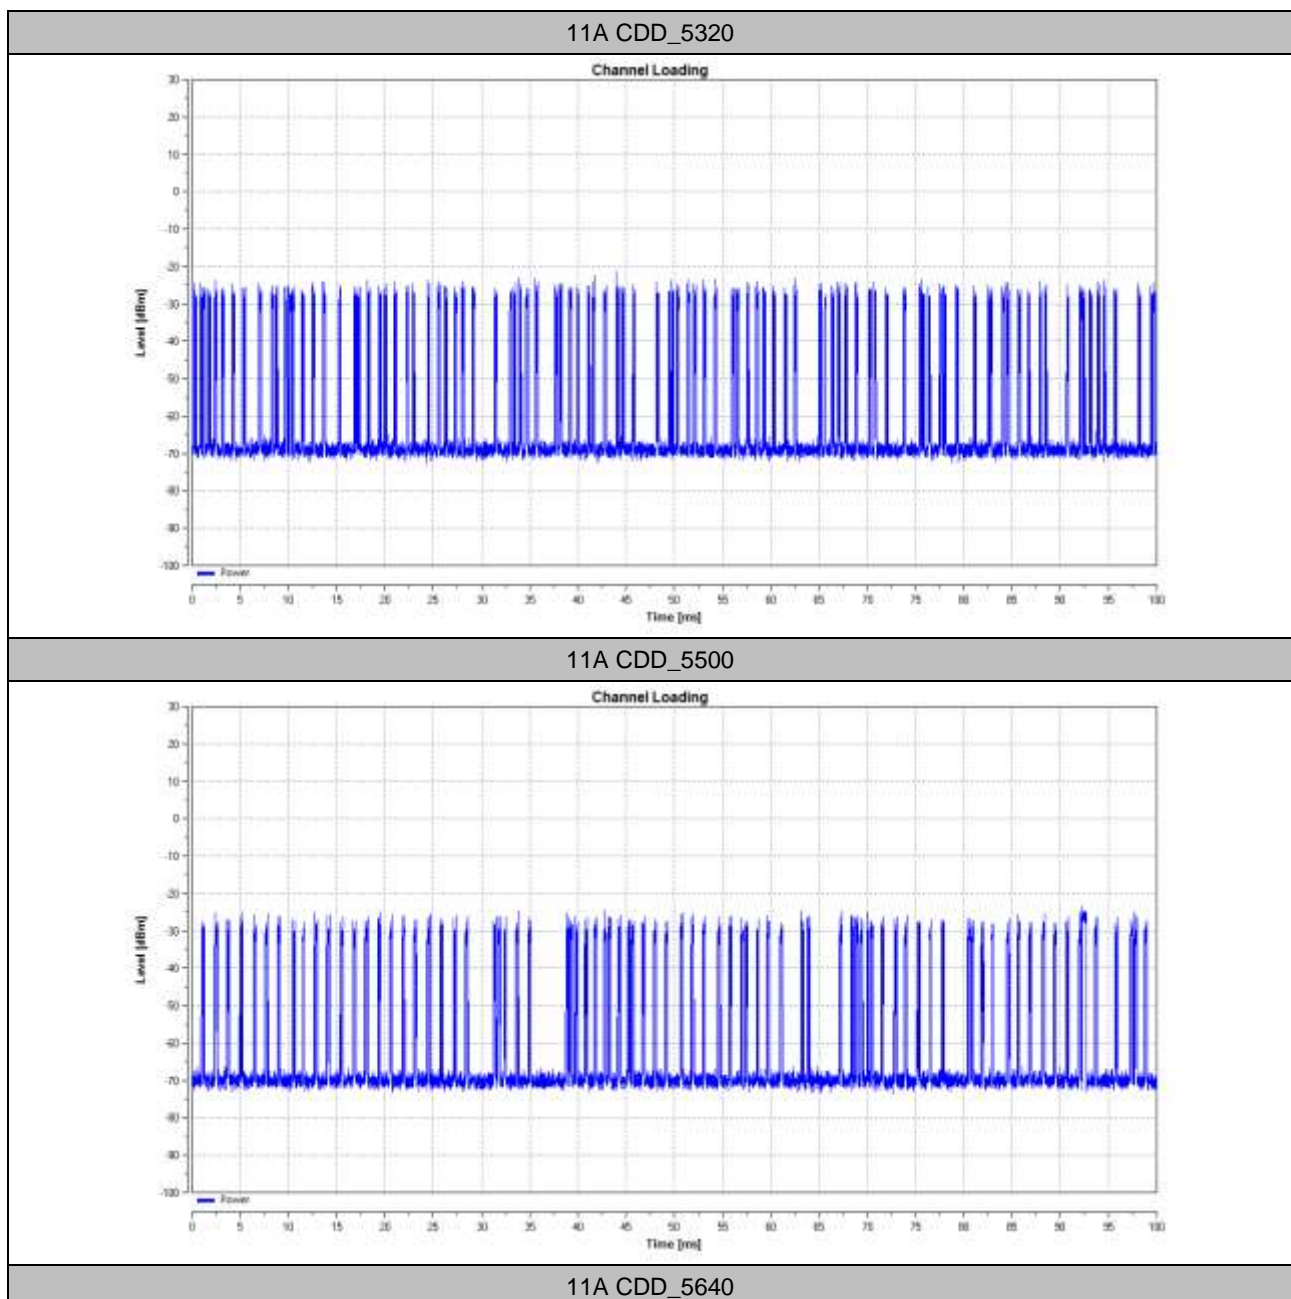 11A CDD_5320
Channel Loading
30
20
10
0
-10
-20
-30
-40
-50
-60
-70
-80
-90
-100
Level [dBm]
Power
0 5 10 15 20 25 30 35 40 45 50 55 60 65 70 75 80 85 90 95 100
Time [ms]
11A CDD_5500
Channel Loading
30
20
10
0
-10
-20
-30
-40
-50
-60
-70
-80
-90
-100
Level [dBm]
Power
0 5 10 15 20 25 30 35 40 45 50 55 60 65 70 75 80 85 90 95 100
Time [ms]
11A CDD_5640